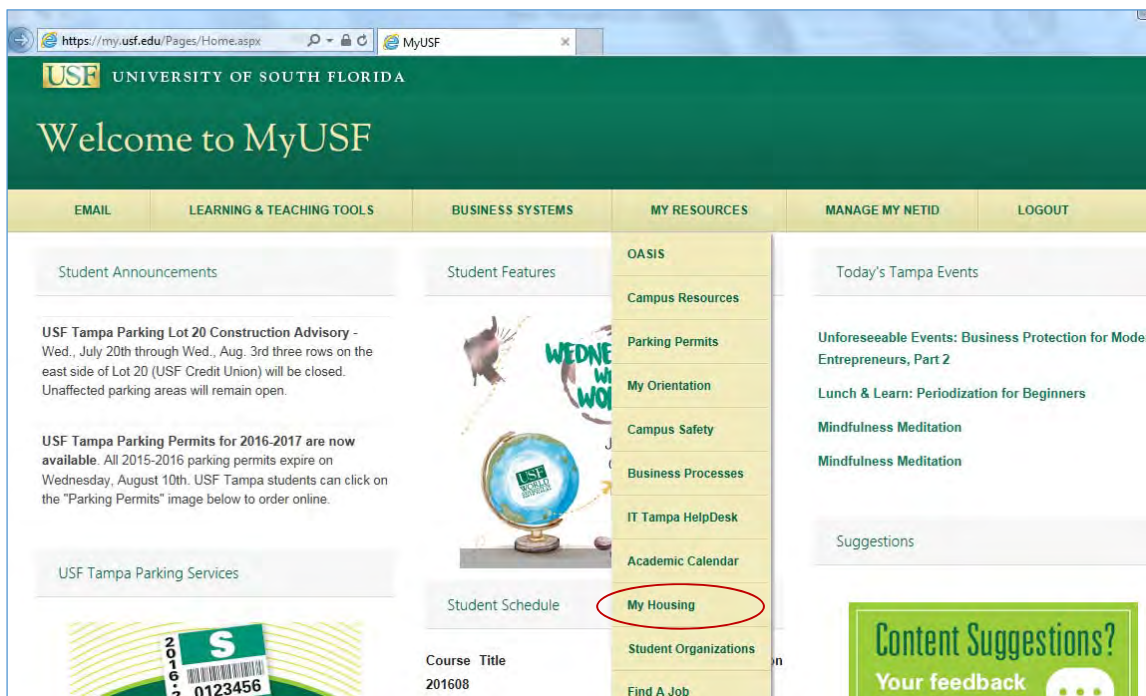 https://my.usf.edu/Pages/Home.aspx
MyUSF
USF UNIVERSITY OF SOUTH FLORIDA
Welcome to MyUSF
EMAIL
LEARNING & TEACHING TOOLS
BUSINESS SYSTEMS
MY RESOURCES
MANAGE MY NETID
LOGOUT
Student Announcements
USF Tampa Parking Lot 20 Construction Advisory -
Wed., July 20th through Wed., Aug. 3rd three rows on the
east side of Lot 20 (USF Credit Union) will be closed.
Unaffected parking areas will remain open.
USF Tampa Parking Permits for 2016-2017 are now
available. All 2015-2016 parking permits expire on
Wednesday, August 10th. USF Tampa students can click on
the "Parking Permits" image below to order online.
USF Tampa Parking Services
S
2016-2
0123456
Student Features
WEDNE
WI
WO
J
USF
WORLD
Student Schedule
Course Title
on
201608
OASIS
Campus Resources
Parking Permits
My Orientation
Campus Safety
Business Processes
IT Tampa HelpDesk
Academic Calendar
My Housing
Student Organizations
Find A Job
Today's Tampa Events
Unforeseeable Events: Business Protection for Mode
Entrepreneurs, Part 2
Lunch & Learn: Periodization for Beginners
Mindfulness Meditation
Mindfulness Meditation
Suggestions
Content Suggestions?
Your feedback